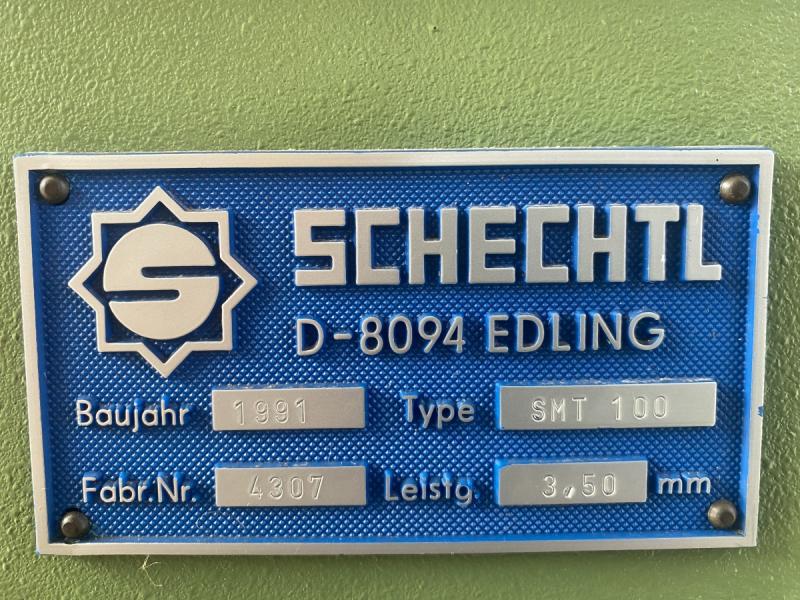 S SCHECHTL
D-8094 EDLING
Baujahr 1991 Type SMT 100
Fabr.Nr. 4307 Leistg. 3,50 mm